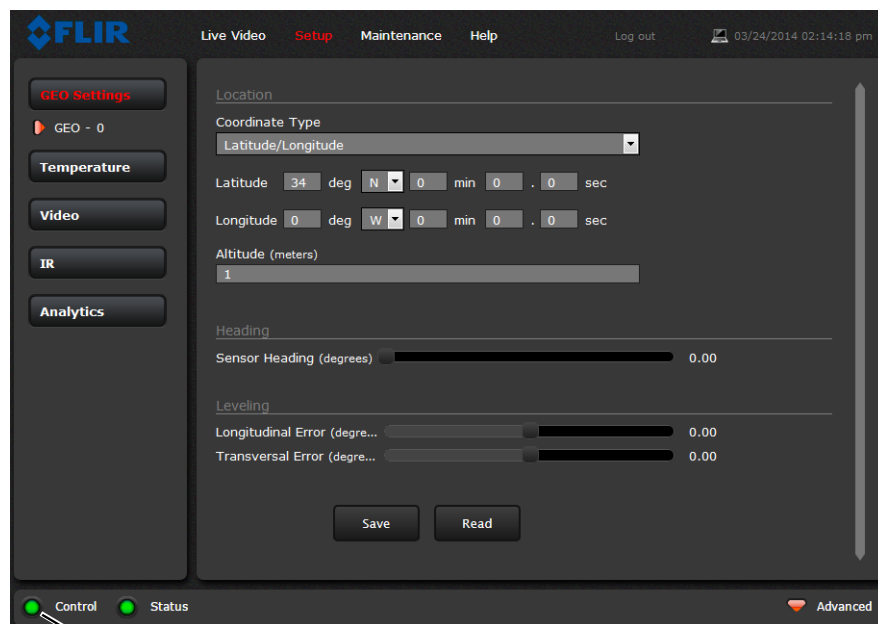 FLIR
Live Video Setup Maintenance Help Log out 03/24/2014 02:14:18 pm
GEO Settings
GEO - 0
Temperature
Video
IR
Analytics
Location
Coordinate Type
Latitude/Longitude
Latitude 34 deg N 0 min 0 . 0 sec
Longitude 0 deg W 0 min 0 . 0 sec
Altitude (meters)
1
Heading
Sensor Heading (degrees) 0.00
Leveling
Longitudinal Error (degre... 0.00
Transversal Error (degre... 0.00
Save Read
Control Status Advanced